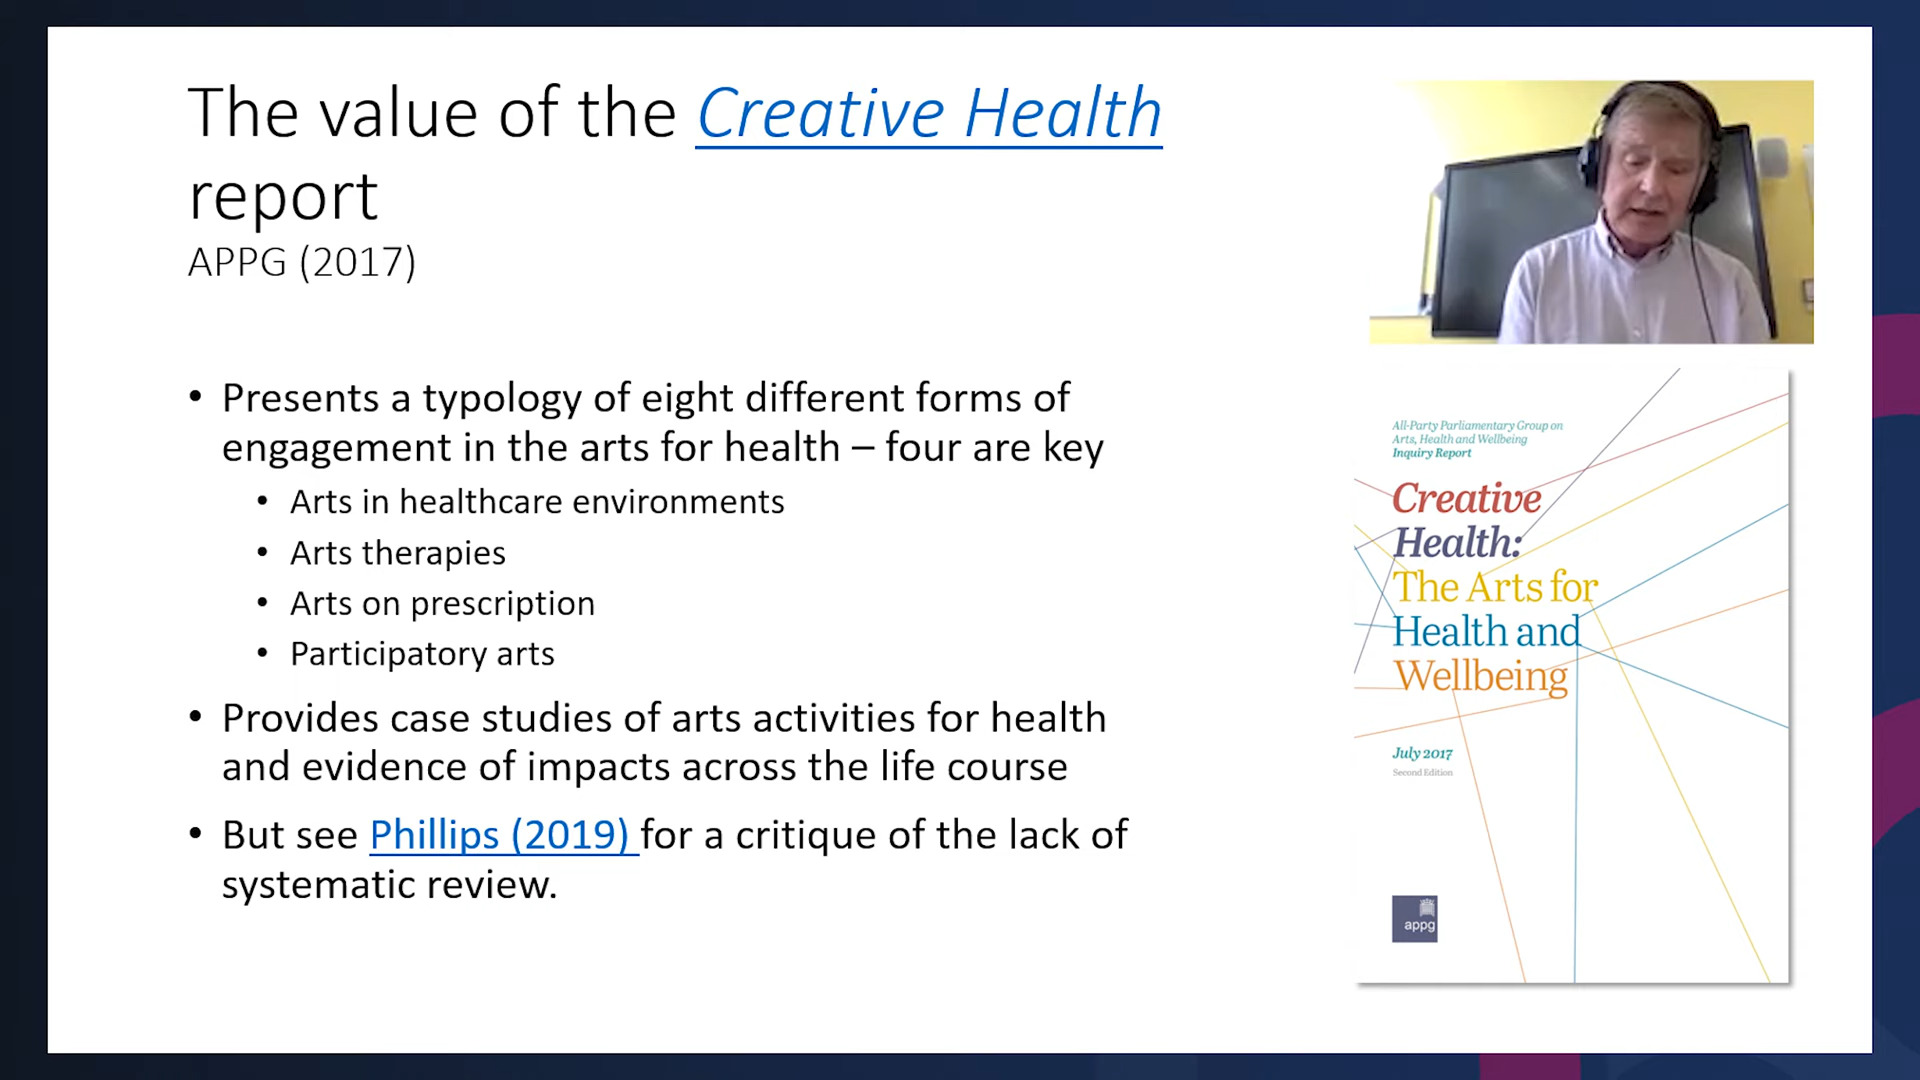 The value of the Creative Health
report
APPG (2017)
• Presents a typology of eight different forms of
engagement in the arts for health – four are key
• Arts in healthcare environments
• Arts therapies
• Arts on prescription
• Participatory arts
• Provides case studies of arts activities for health
and evidence of impacts across the life course
• But see Phillips (2019) for a critique of the lack of
systematic review.
All-Party Parliamentary Group on
Arts, Health and Wellbeing
Inquiry Report
Creative
Health:
The Arts for
Health and
Wellbeing
July 2017
Second Edition
appg